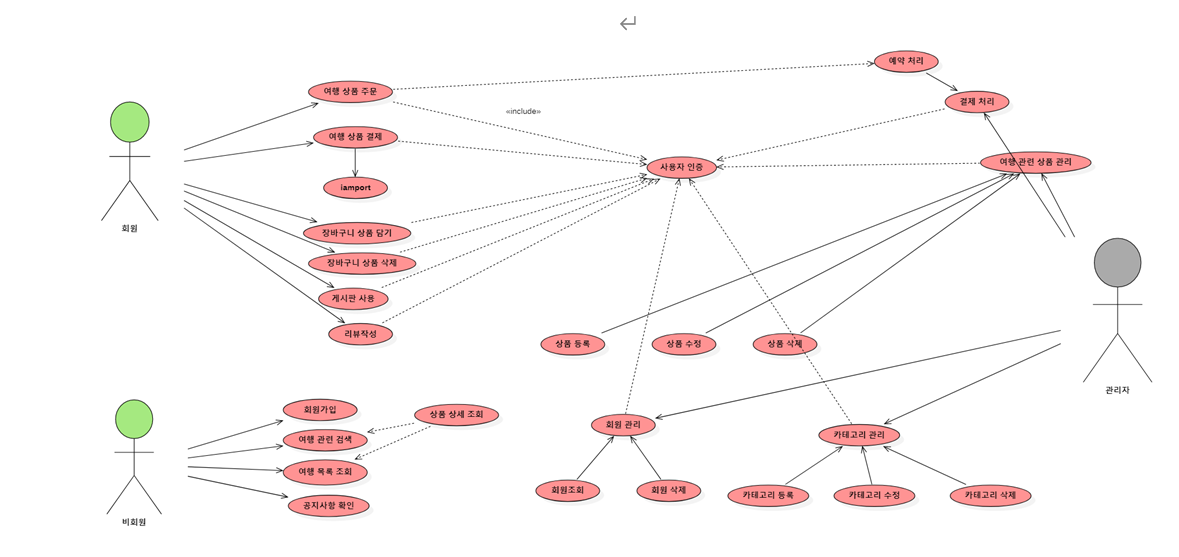 예약 처리
여행 상품 주문
결제 처리
«include»
여행 상품 결제
사용자 인증
여행 관련 상품 관리
iamport
회원
장바구니 상품 담기
장바구니 상품 삭제
게시판 사용
리뷰작성
상품 등록
상품 수정
상품 삭제
관리자
회원가입
상품 상세 조회
여행 관련 검색
회원 관리
카테고리 관리
여행 목록 조회
회원조회
회원 삭제
카테고리 등록
카테고리 수정
카테고리 삭제
공지사항 확인
비회원